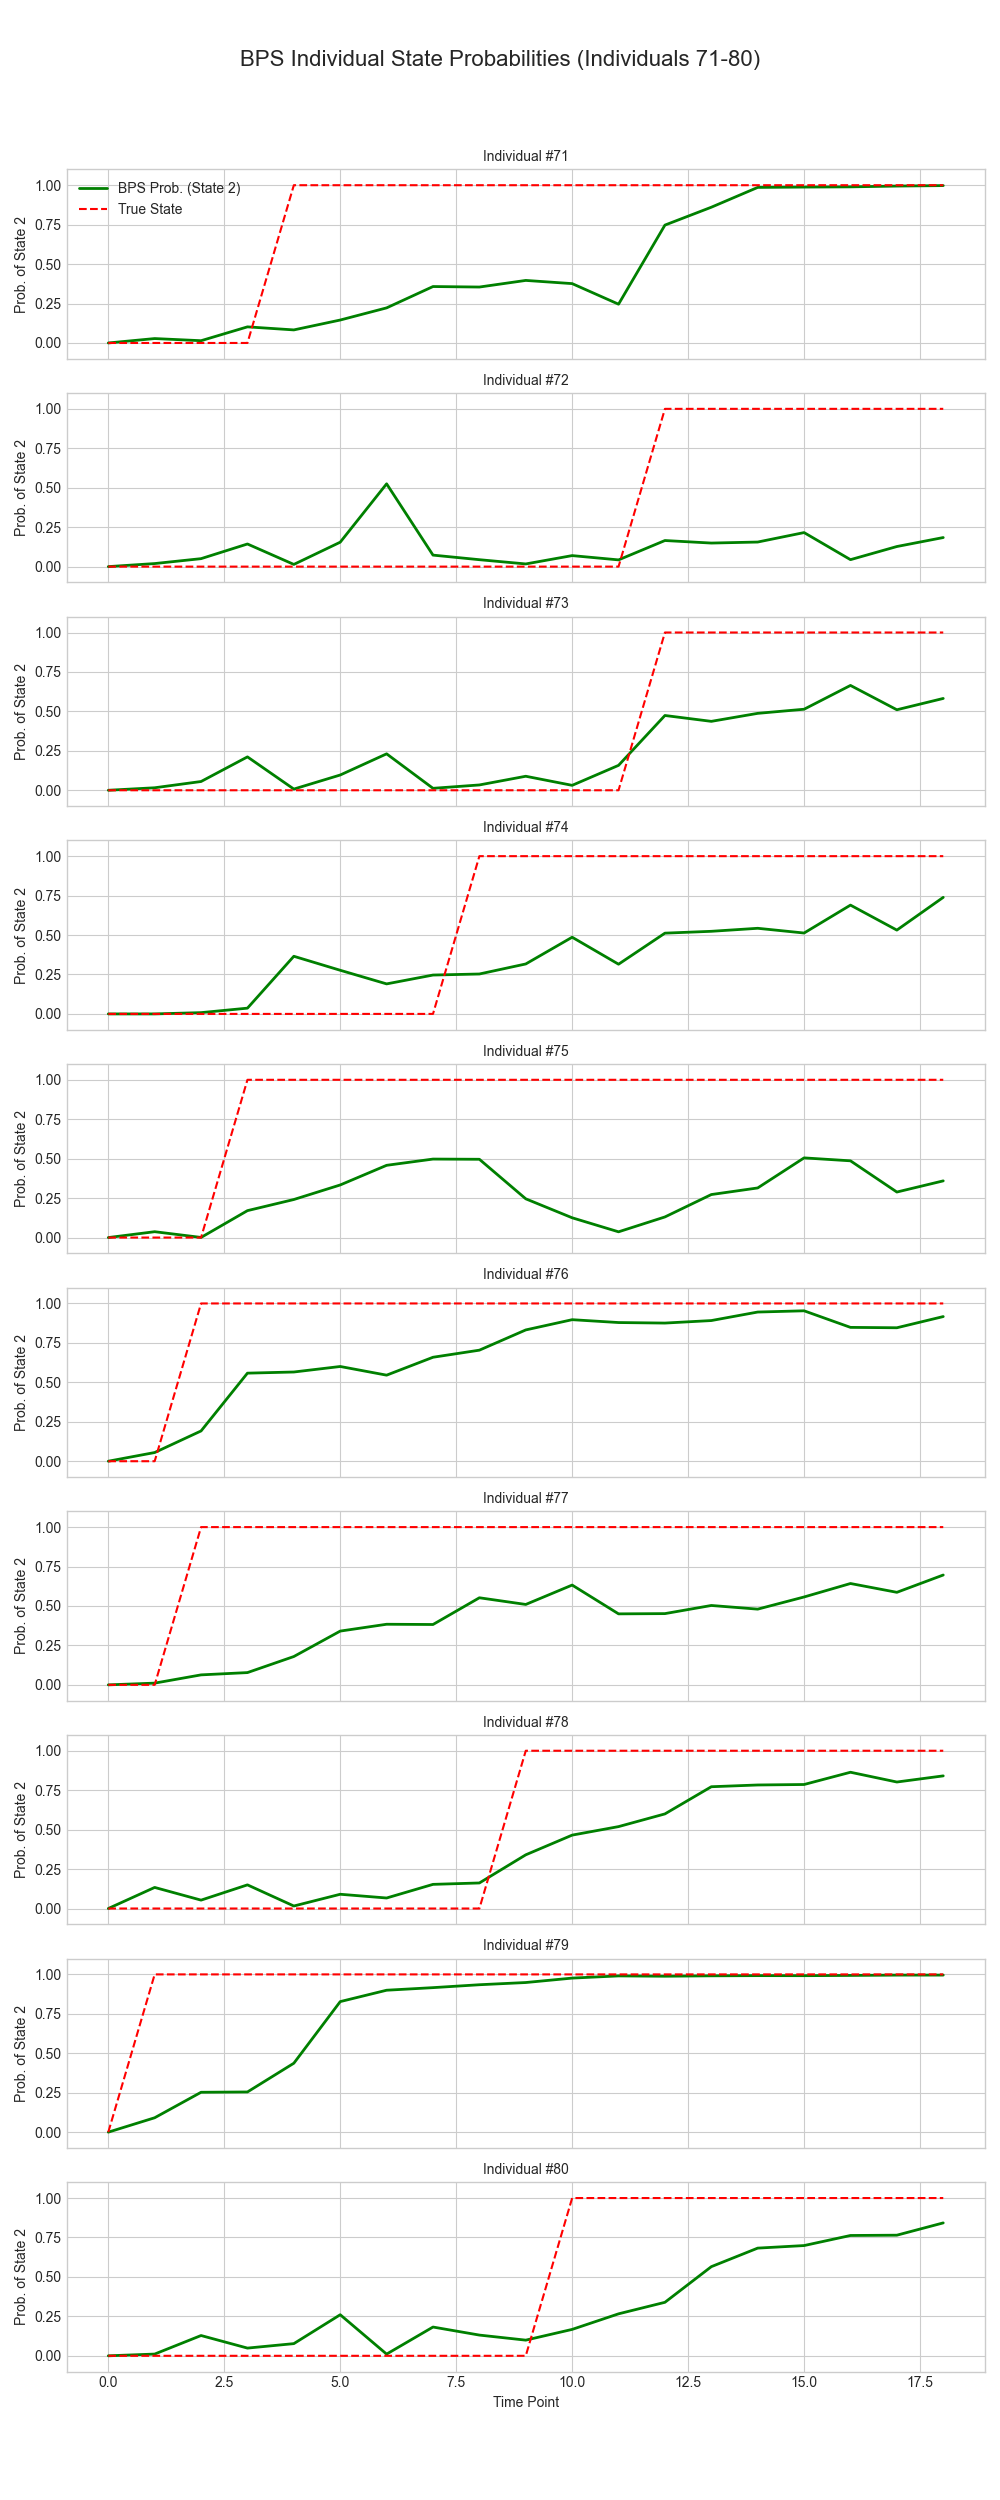 BPS Individual State Probabilities (Individuals 71-80)
Individual #71
BPS Prob. (State 2)
True State
Prob. of State 2
1.00
0.75
0.50
0.25
0.00
Individual #72
Prob. of State 2
1.00
0.75
0.50
0.25
0.00
Individual #73
Prob. of State 2
1.00
0.75
0.50
0.25
0.00
Individual #74
Prob. of State 2
1.00
0.75
0.50
0.25
0.00
Individual #75
Prob. of State 2
1.00
0.75
0.50
0.25
0.00
Individual #76
Prob. of State 2
1.00
0.75
0.50
0.25
0.00
Individual #77
Prob. of State 2
1.00
0.75
0.50
0.25
0.00
Individual #78
Prob. of State 2
1.00
0.75
0.50
0.25
0.00
Individual #79
Prob. of State 2
1.00
0.75
0.50
0.25
0.00
Individual #80
Prob. of State 2
1.00
0.75
0.50
0.25
0.00
0.0 2.5 5.0 7.5 10.0 12.5 15.0 17.5
Time Point